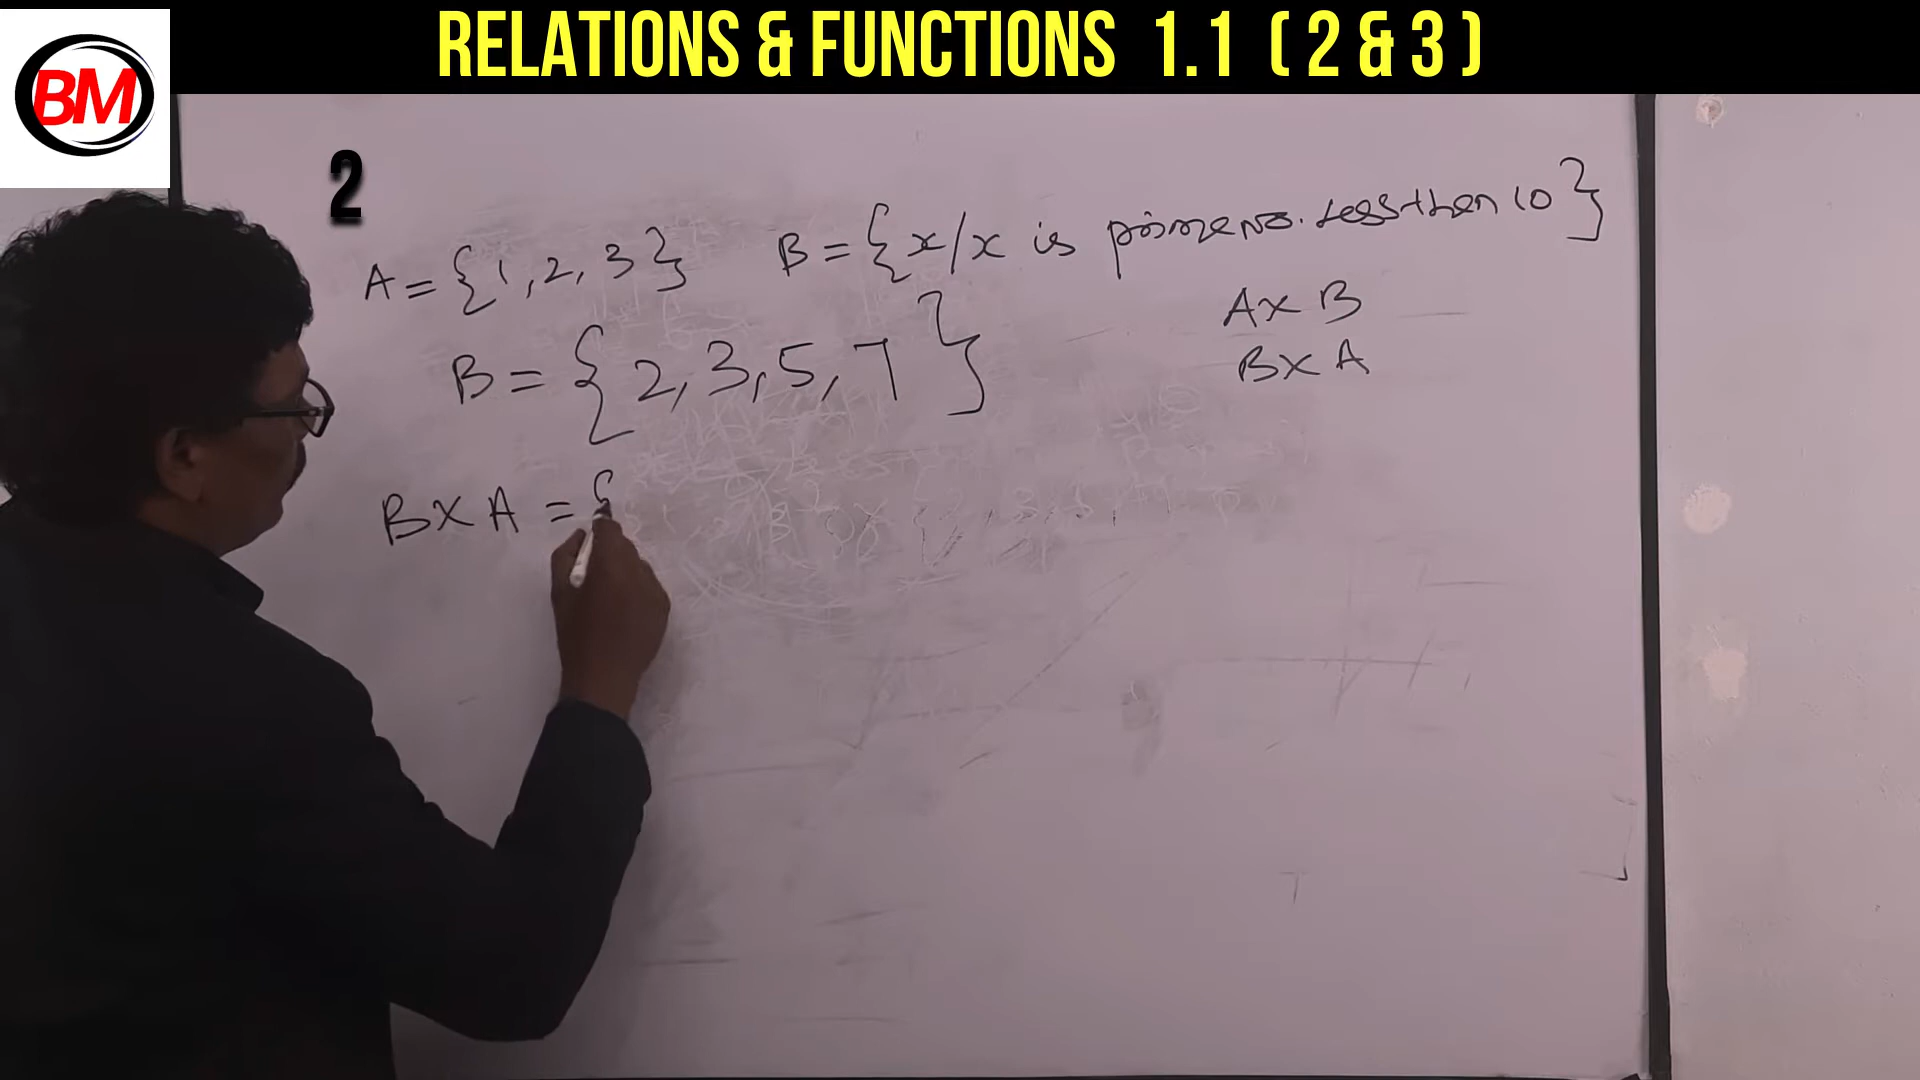 RELATIONS & FUNCTIONS 1.1 ( 2 & 3 )
BM
2
A = {1, 2, 3} B = {x/x is prime no. Less than 10}
A x B
B = {2, 3, 5, 7}
B x A
B x A = {